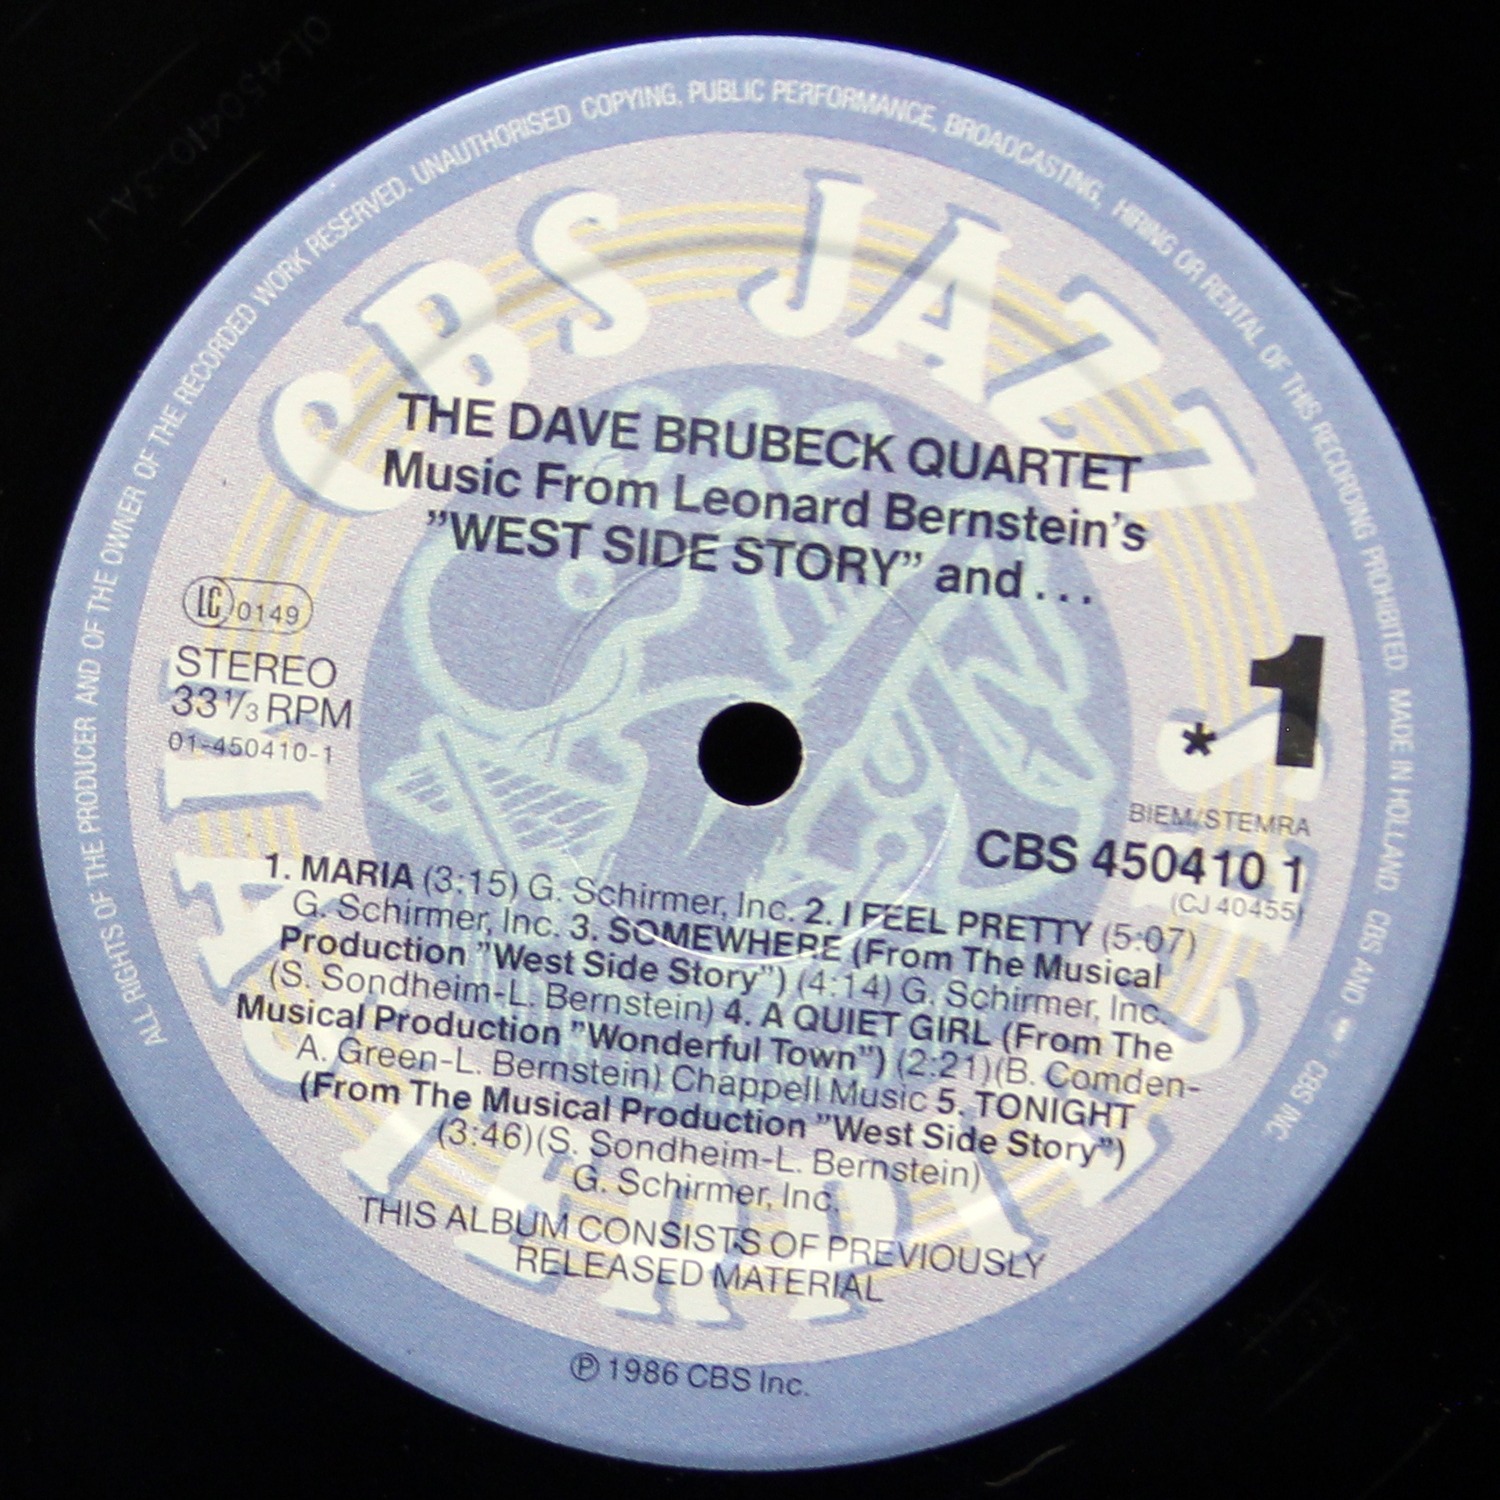 ALL RIGHTS OF THE PRODUCER AND OF THE OWNER OF THE RECORDED WORK RESERVED. UNAUTHORISED COPYING, PUBLIC PERFORMANCE, BROADCASTING, HIRING OR RENTAL OF THIS RECORDING PROHIBITED. MADE IN HOLLAND CBS AND CBS INC
CBS JAZZ
THE DAVE BRUBECK QUARTET
Music From Leonard Bernstein's
"WEST SIDE STORY" and...
LC 0149
STEREO
33⅓ RPM
01-450410-1
1
*
BIEM/STEMRA
CBS 450410 1
(CJ 40455)
1. MARIA (3:15) G. Schirmer, Inc. 2. I FEEL PRETTY (5:07)
G. Schirmer, Inc. 3. SOMEWHERE (From The Musical
Production "West Side Story") (4:14) G. Schirmer, Inc.
(S. Sondheim-L. Bernstein) 4. A QUIET GIRL (From The
Musical Production "Wonderful Town") (2:21)(B. Comden-
A. Green-L. Bernstein) Chappell Music 5. TONIGHT
(From The Musical Production "West Side Story")
(3:46)(S. Sondheim-L. Bernstein)
G. Schirmer, Inc.
THIS ALBUM CONSISTS OF PREVIOUSLY
RELEASED MATERIAL
℗ 1986 CBS Inc.